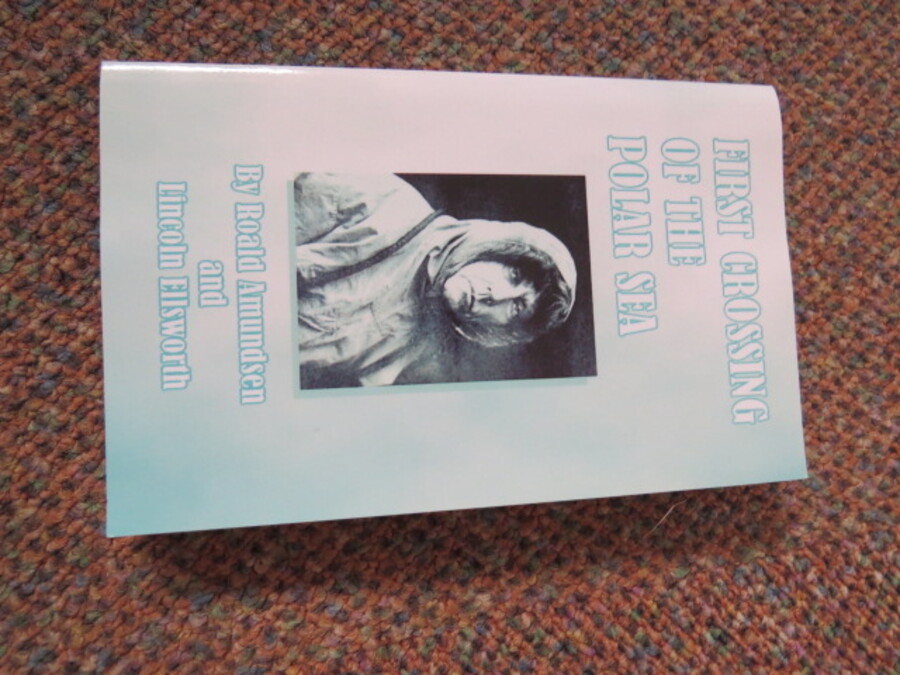 FIRST CROSSING
OF THE
POLAR SEA
By Roald Amundsen
and
Lincoln Ellsworth